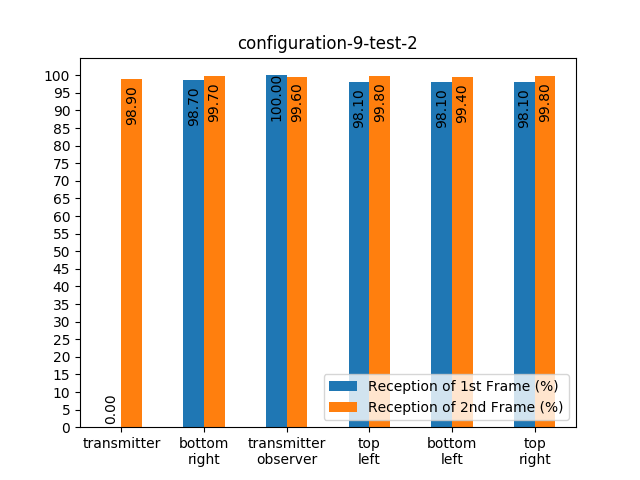 configuration-9-test-2
100
95
90
85
80
75
70
65
60
55
50
45
40
35
30
25
20
15
10
5
0
0.00
98.90
98.70
99.70
100.00
99.60
98.10
99.80
98.10
99.40
98.10
99.80
Reception of 1st Frame (%)
Reception of 2nd Frame (%)
transmitter
bottom
right
transmitter
observer
top
left
bottom
left
top
right